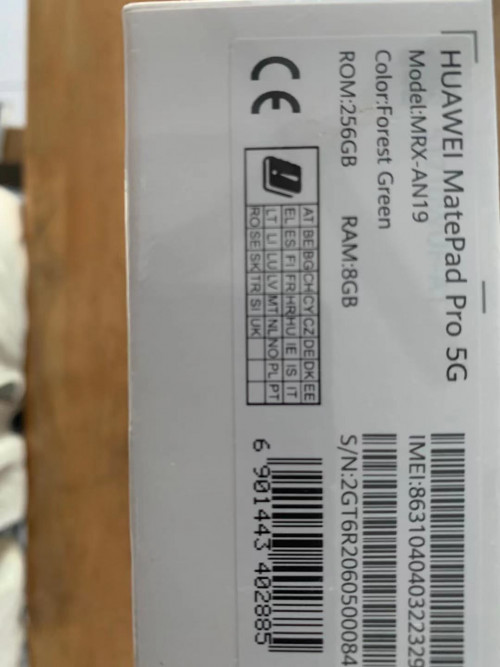 HUAWEI MatePad Pro 5G
Model:MRX-AN19
Color:Forest Green
ROM:256GB RAM:8GB
CE
AT BE BG CH CY CZ DE DK EE
EL ES FI FR HR HU IE IS IT
LT LI LU LV MT NL NO PL PT
RO SE SK TR SI UK
IMEI:863104040322325
S/N:2GT6R2060500084
6 901443 402885